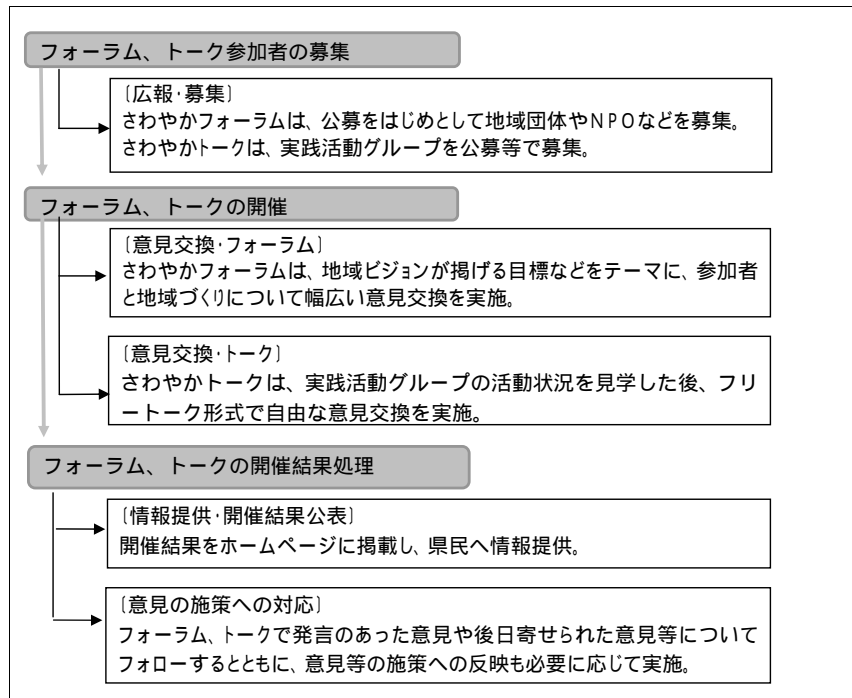 フォーラム、トーク参加者の募集
〔広報・募集〕
さわやかフォーラムは、公募をはじめとして地域団体やNPOなどを募集。
さわやかトークは、実践活動グループを公募等で募集。
フォーラム、トークの開催
〔意見交換・フォーラム〕
さわやかフォーラムは、地域ビジョンが掲げる目標などをテーマに、参加者
と地域づくりについて幅広い意見交換を実施。
〔意見交換・トーク〕
さわやかトークは、実践活動グループの活動状況を見学した後、フリ
ートーク形式で自由な意見交換を実施。
フォーラム、トークの開催結果処理
〔情報提供・開催結果公表〕
開催結果をホームページに掲載し、県民へ情報提供。
〔意見の施策への対応〕
フォーラム、トークで発言のあった意見や後日寄せられた意見等について
フォローするとともに、意見等の施策への反映も必要に応じて実施。